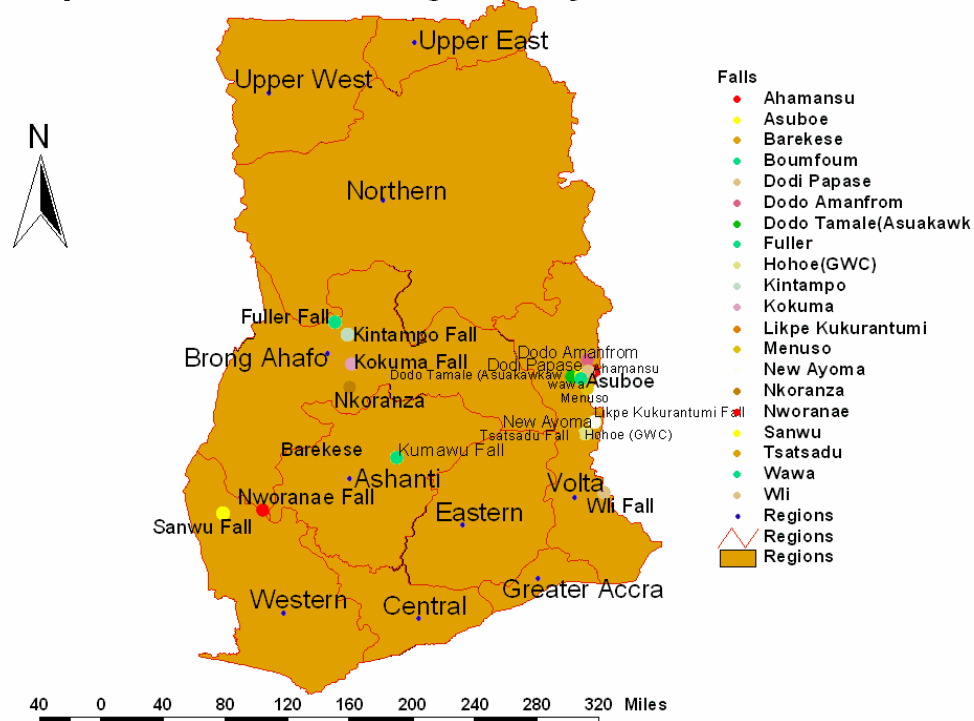 Upper East
Upper West
N
Northern
Fuller Fall
Kintampo Fall
Brong Ahafo
Kokuma Fall
Dodo Amanfrom
Dodi Papase
Ahamansu
Dodo Tamale (Asuakawkaw
Asuboe
wawa
Menuso
Nkoranza
Likpe Kukurantumi Fall
New Ayoma
Tsatsadu Fall
Hohoe (GWC)
Barekese
Kumawu Fall
Ashanti
Volta
Nworanae Fall
Wli Fall
Eastern
Sanwu Fall
Greater Accra
Western
Central
Falls
Ahamansu
Asuboe
Barekese
Boumfoum
Dodi Papase
Dodo Amanfrom
Dodo Tamale(Asuakawk
Fuller
Hohoe(GWC)
Kintampo
Kokuma
Likpe Kukurantumi
Menuso
New Ayoma
Nkoranza
Nworanae
Sanwu
Tsatsadu
Wawa
Wli
Regions
Regions
Regions
40 0 40 80 120 160 200 240 280 320 Miles